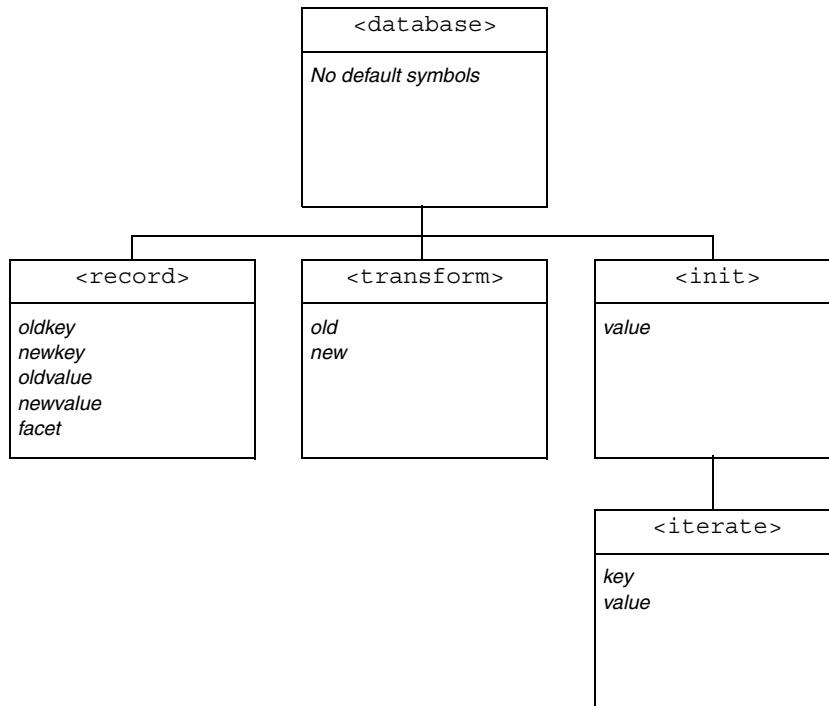 <database>
No default symbols
<record>
oldkey
newkey
oldvalue
newvalue
facet
<transform>
old
new
<init>
value
<iterate>
key
value